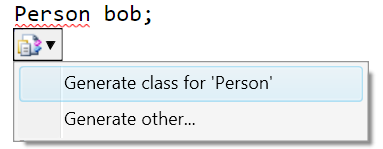 Person bob;
Generate class for 'Person'
Generate other...